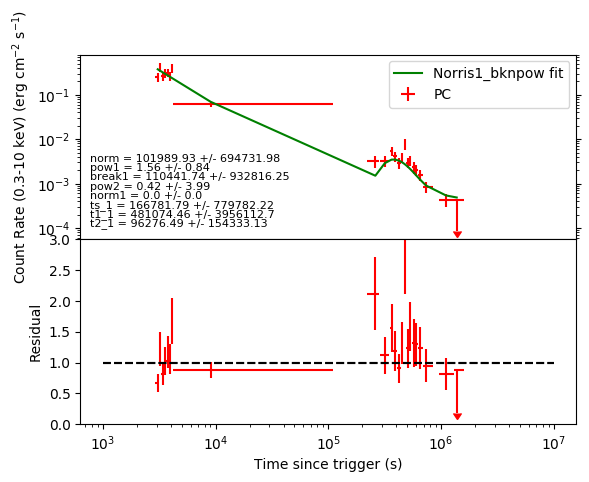 Count Rate (0.3-10 keV) (erg cm⁻² s⁻¹)
10⁻¹
10⁻²
10⁻³
10⁻⁴
Norris1_bknpow fit
PC
norm = 101989.93 +/- 694731.98
pow1 = 1.56 +/- 0.84
break1 = 110441.74 +/- 932816.25
pow2 = 0.42 +/- 3.99
norm1 = 0.0 +/- 0.0
ts_1 = 166781.79 +/- 779782.22
t1_1 = 481074.46 +/- 3956112.7
t2_1 = 96276.49 +/- 154333.13
Residual
3.0
2.5
2.0
1.5
1.0
0.5
0.0
10³ 10⁴ 10⁵ 10⁶ 10⁷
Time since trigger (s)